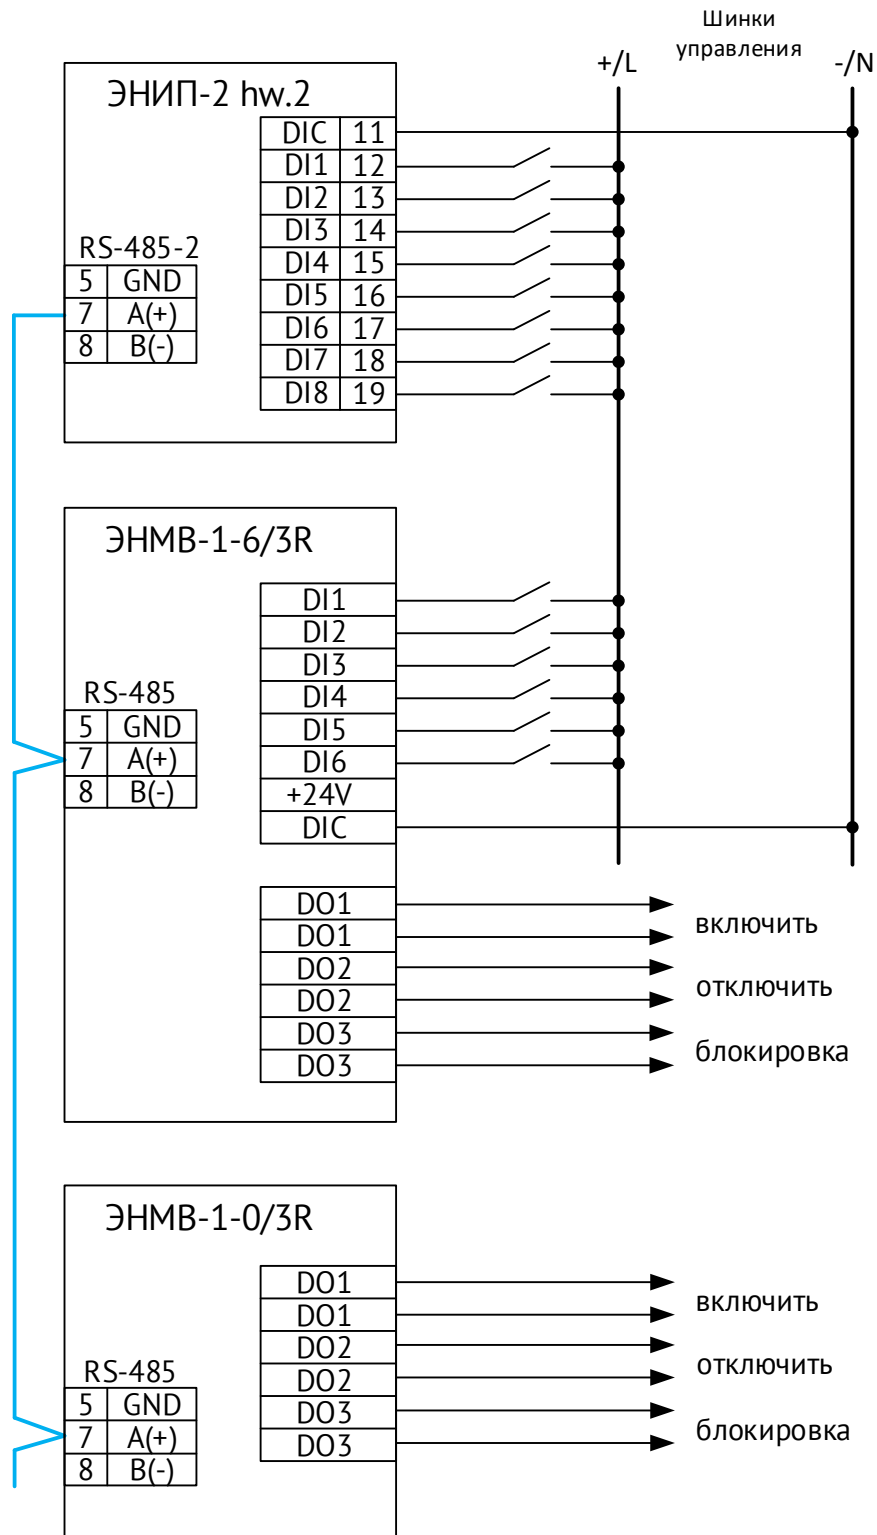 Шинки
управления
+/L
-/N
ЭНИП-2 hw.2
DIC 11
DI1 12
DI2 13
DI3 14
DI4 15
DI5 16
DI6 17
DI7 18
DI8 19
RS-485-2
5 GND
7 A(+)
8 B(-)
ЭНМВ-1-6/3R
DI1
DI2
DI3
DI4
DI5
DI6
+24V
DIC
RS-485
5 GND
7 A(+)
8 B(-)
DO1
DO1
DO2
DO2
DO3
DO3
включить
отключить
блокировка
ЭНМВ-1-0/3R
DO1
DO1
DO2
DO2
DO3
DO3
включить
отключить
блокировка
RS-485
5 GND
7 A(+)
8 B(-)